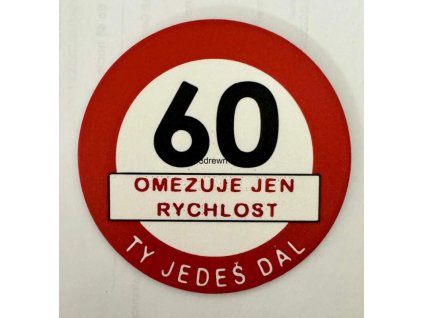 60
OMEZUJE JEN
RYCHLOST
TY JEDEŠ DÁL